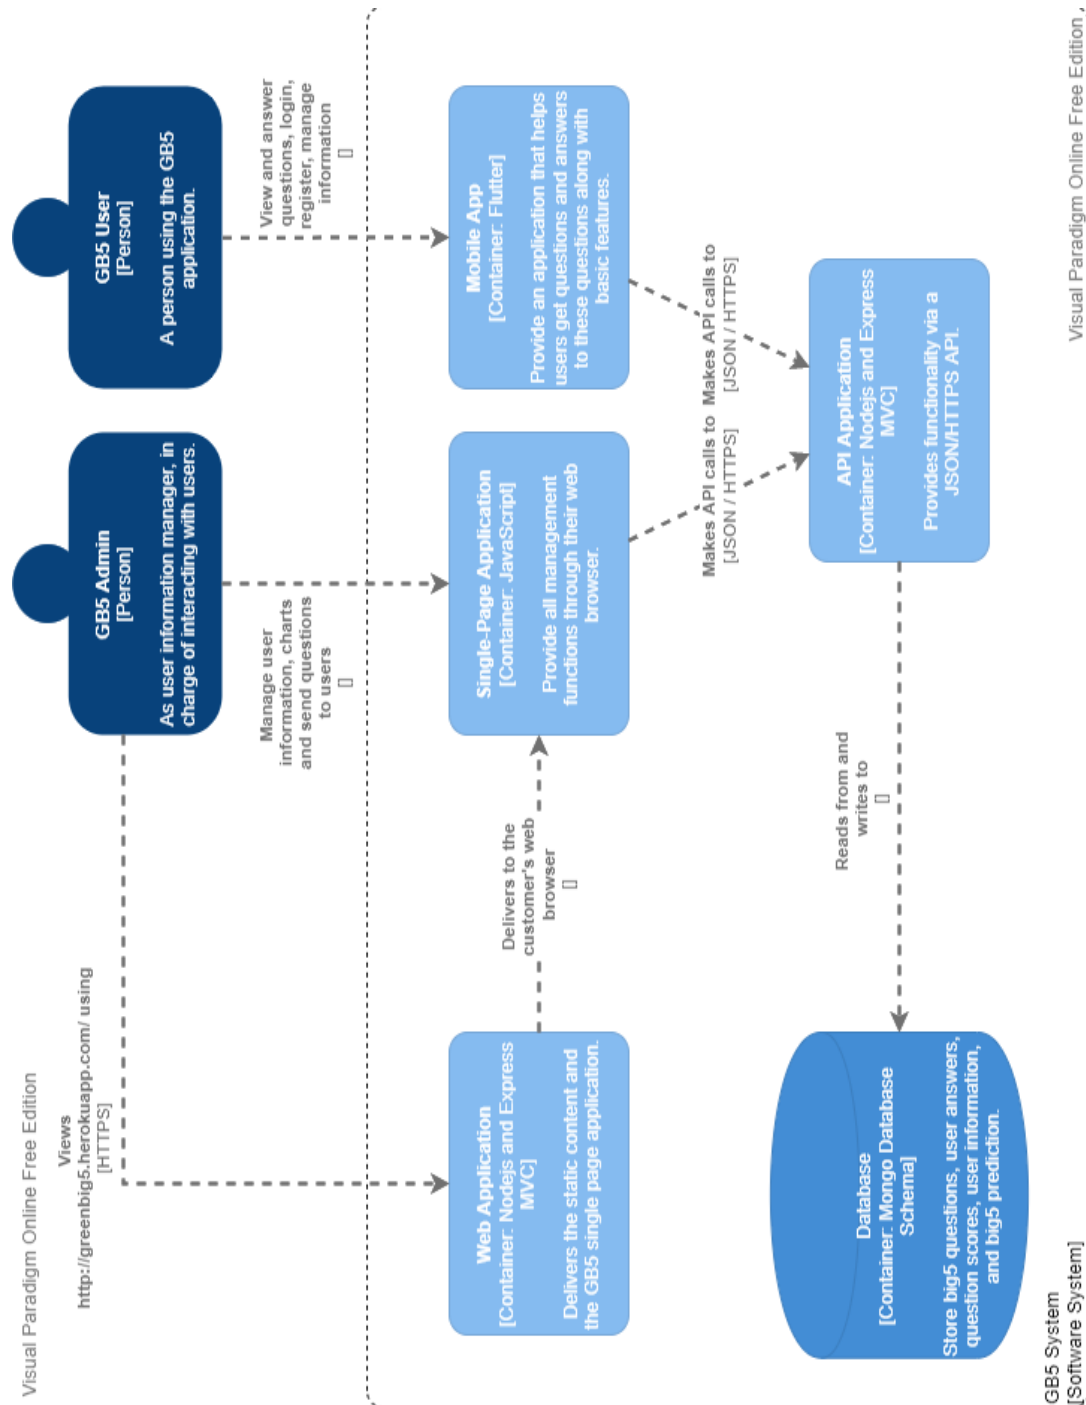 Visual Paradigm Online Free Edition
Views
http://greenbig5.herokuapp.com/ using
[HTTPS]
GB5 Admin
[Person]
As user information manager, in
charge of interacting with users.
GB5 User
[Person]
A person using the GB5
application.
Manage user
information, charts
and send questions
to users
[]
View and answer
questions, login,
register, manage
information
[]
Web Application
[Container: Nodejs and Express
MVC]
Delivers the static content and
the GB5 single page application.
Delivers to the
customer's web
browser
[]
Single-Page Application
[Container: JavaScript]
Provide all management
functions through their web
browser.
Mobile App
[Container: Flutter]
Provide an application that helps
users get questions and answers
to these questions along with
basic features.
Makes API calls to
[JSON / HTTPS]
Makes API calls to
[JSON / HTTPS]
Database
[Container: Mongo Database
Schema]
Store big5 questions, user answers,
question scores, user information,
and big5 prediction.
Reads from and
writes to
[]
API Application
[Container: Nodejs and Express
MVC]
Provides functionality via a
JSON/HTTPS API.
GB5 System
[Software System]
Visual Paradigm Online Free Edition